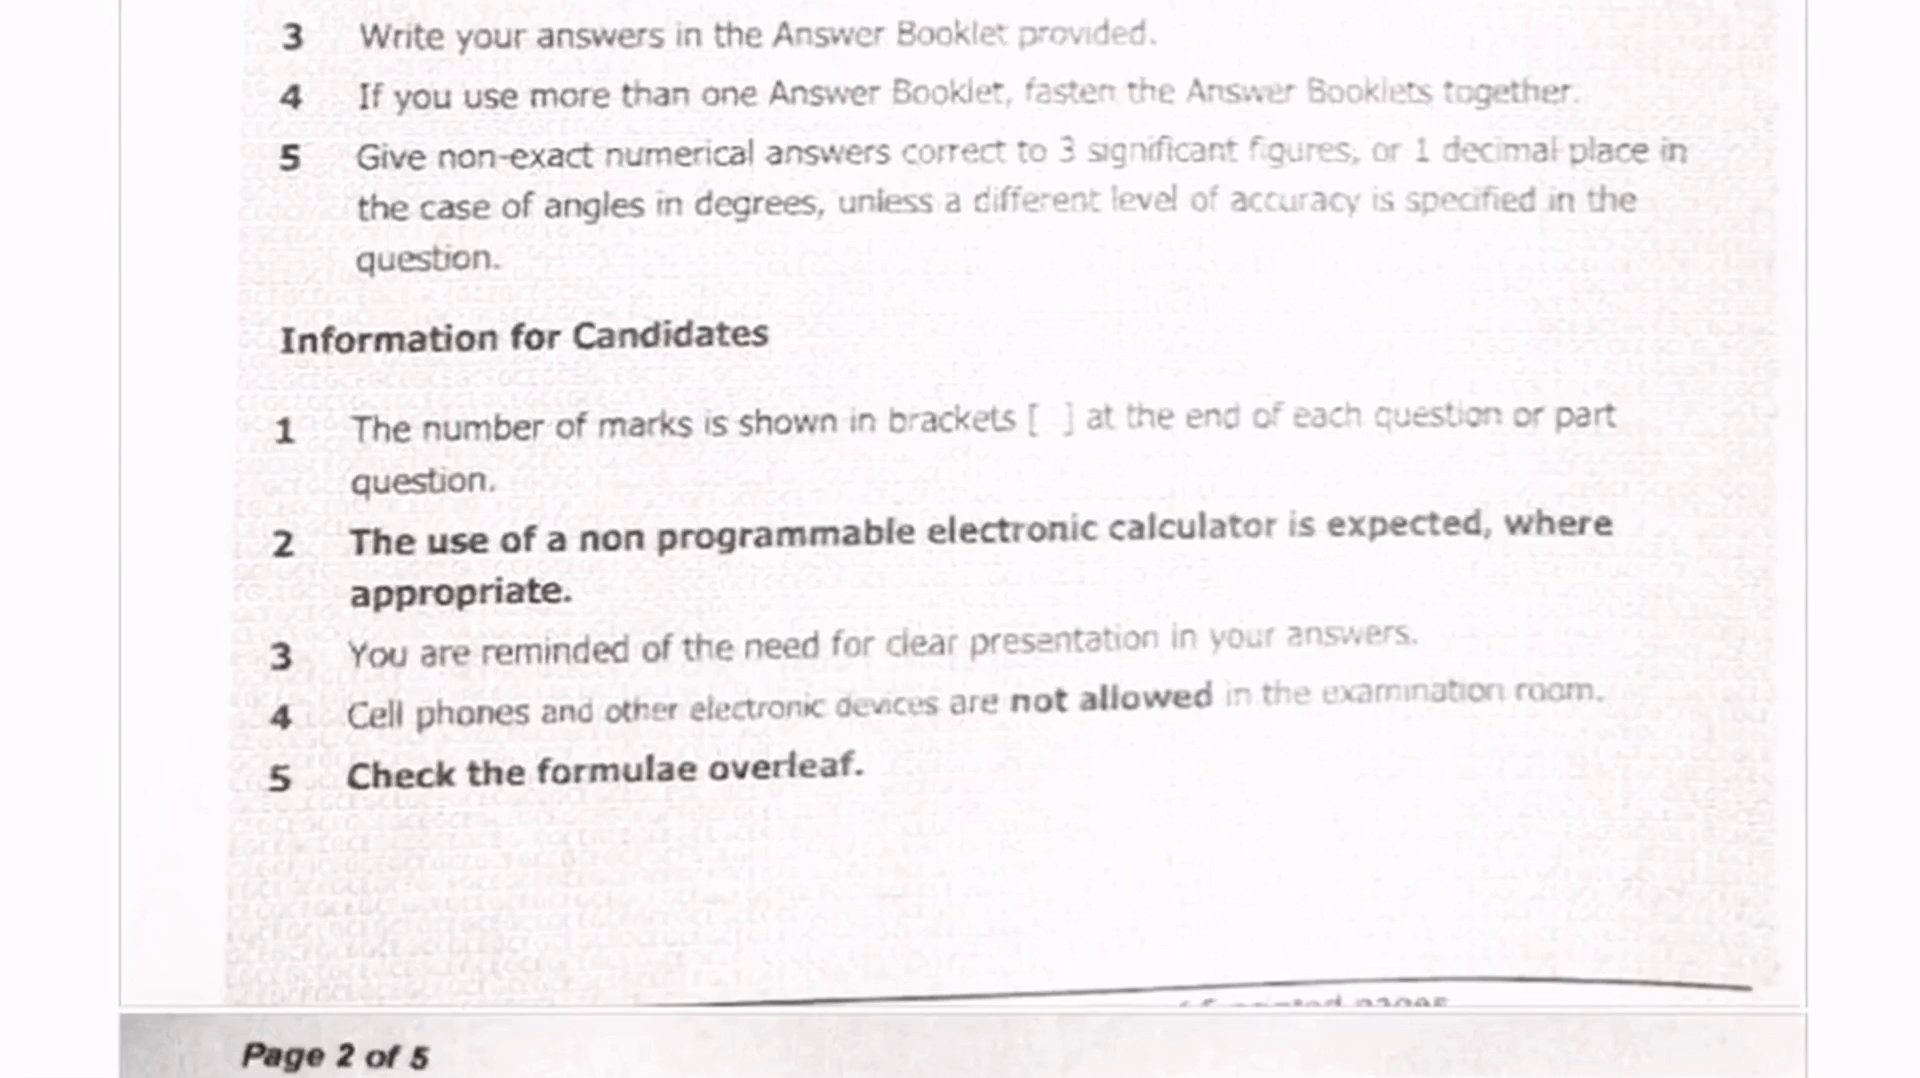 3 Write your answers in the Answer Booklet provided.
4 If you use more than one Answer Booklet, fasten the Answer Booklets together.
5 Give non-exact numerical answers correct to 3 significant figures, or 1 decimal place in
the case of angles in degrees, unless a different level of accuracy is specified in the
question.
Information for Candidates
1 The number of marks is shown in brackets [ ] at the end of each question or part
question.
2 The use of a non programmable electronic calculator is expected, where
appropriate.
3 You are reminded of the need for clear presentation in your answers.
4 Cell phones and other electronic devices are not allowed in the examination room.
5 Check the formulae overleaf.
Page 2 of 5